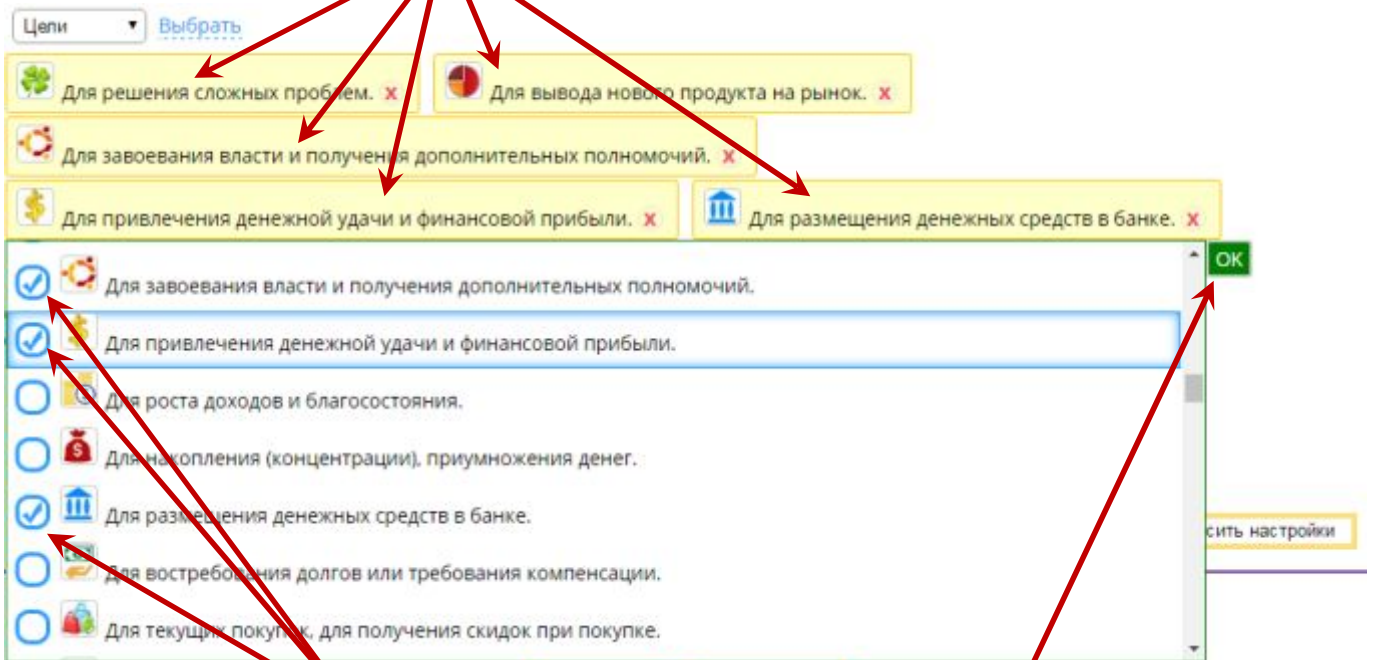 Цели Выбрать
Для решения сложных проблем. x Для вывода нового продукта на рынок. x
Для завоевания власти и получения дополнительных полномочий. x
Для привлечения денежной удачи и финансовой прибыли. x Для размещения денежных средств в банке. x
Для завоевания власти и получения дополнительных полномочий. OK
Для привлечения денежной удачи и финансовой прибыли.
Для роста доходов и благосостояния.
Для накопления (концентрации), приумножения денег.
Для размещения денежных средств в банке.
сить настройки
Для востребования долгов или требования компенсации.
Для текущих покупок, для получения скидок при покупке.